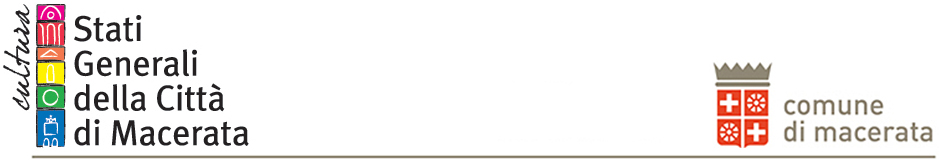 cultura
Stati
Generali
della Città
di Macerata
comune
di macerata